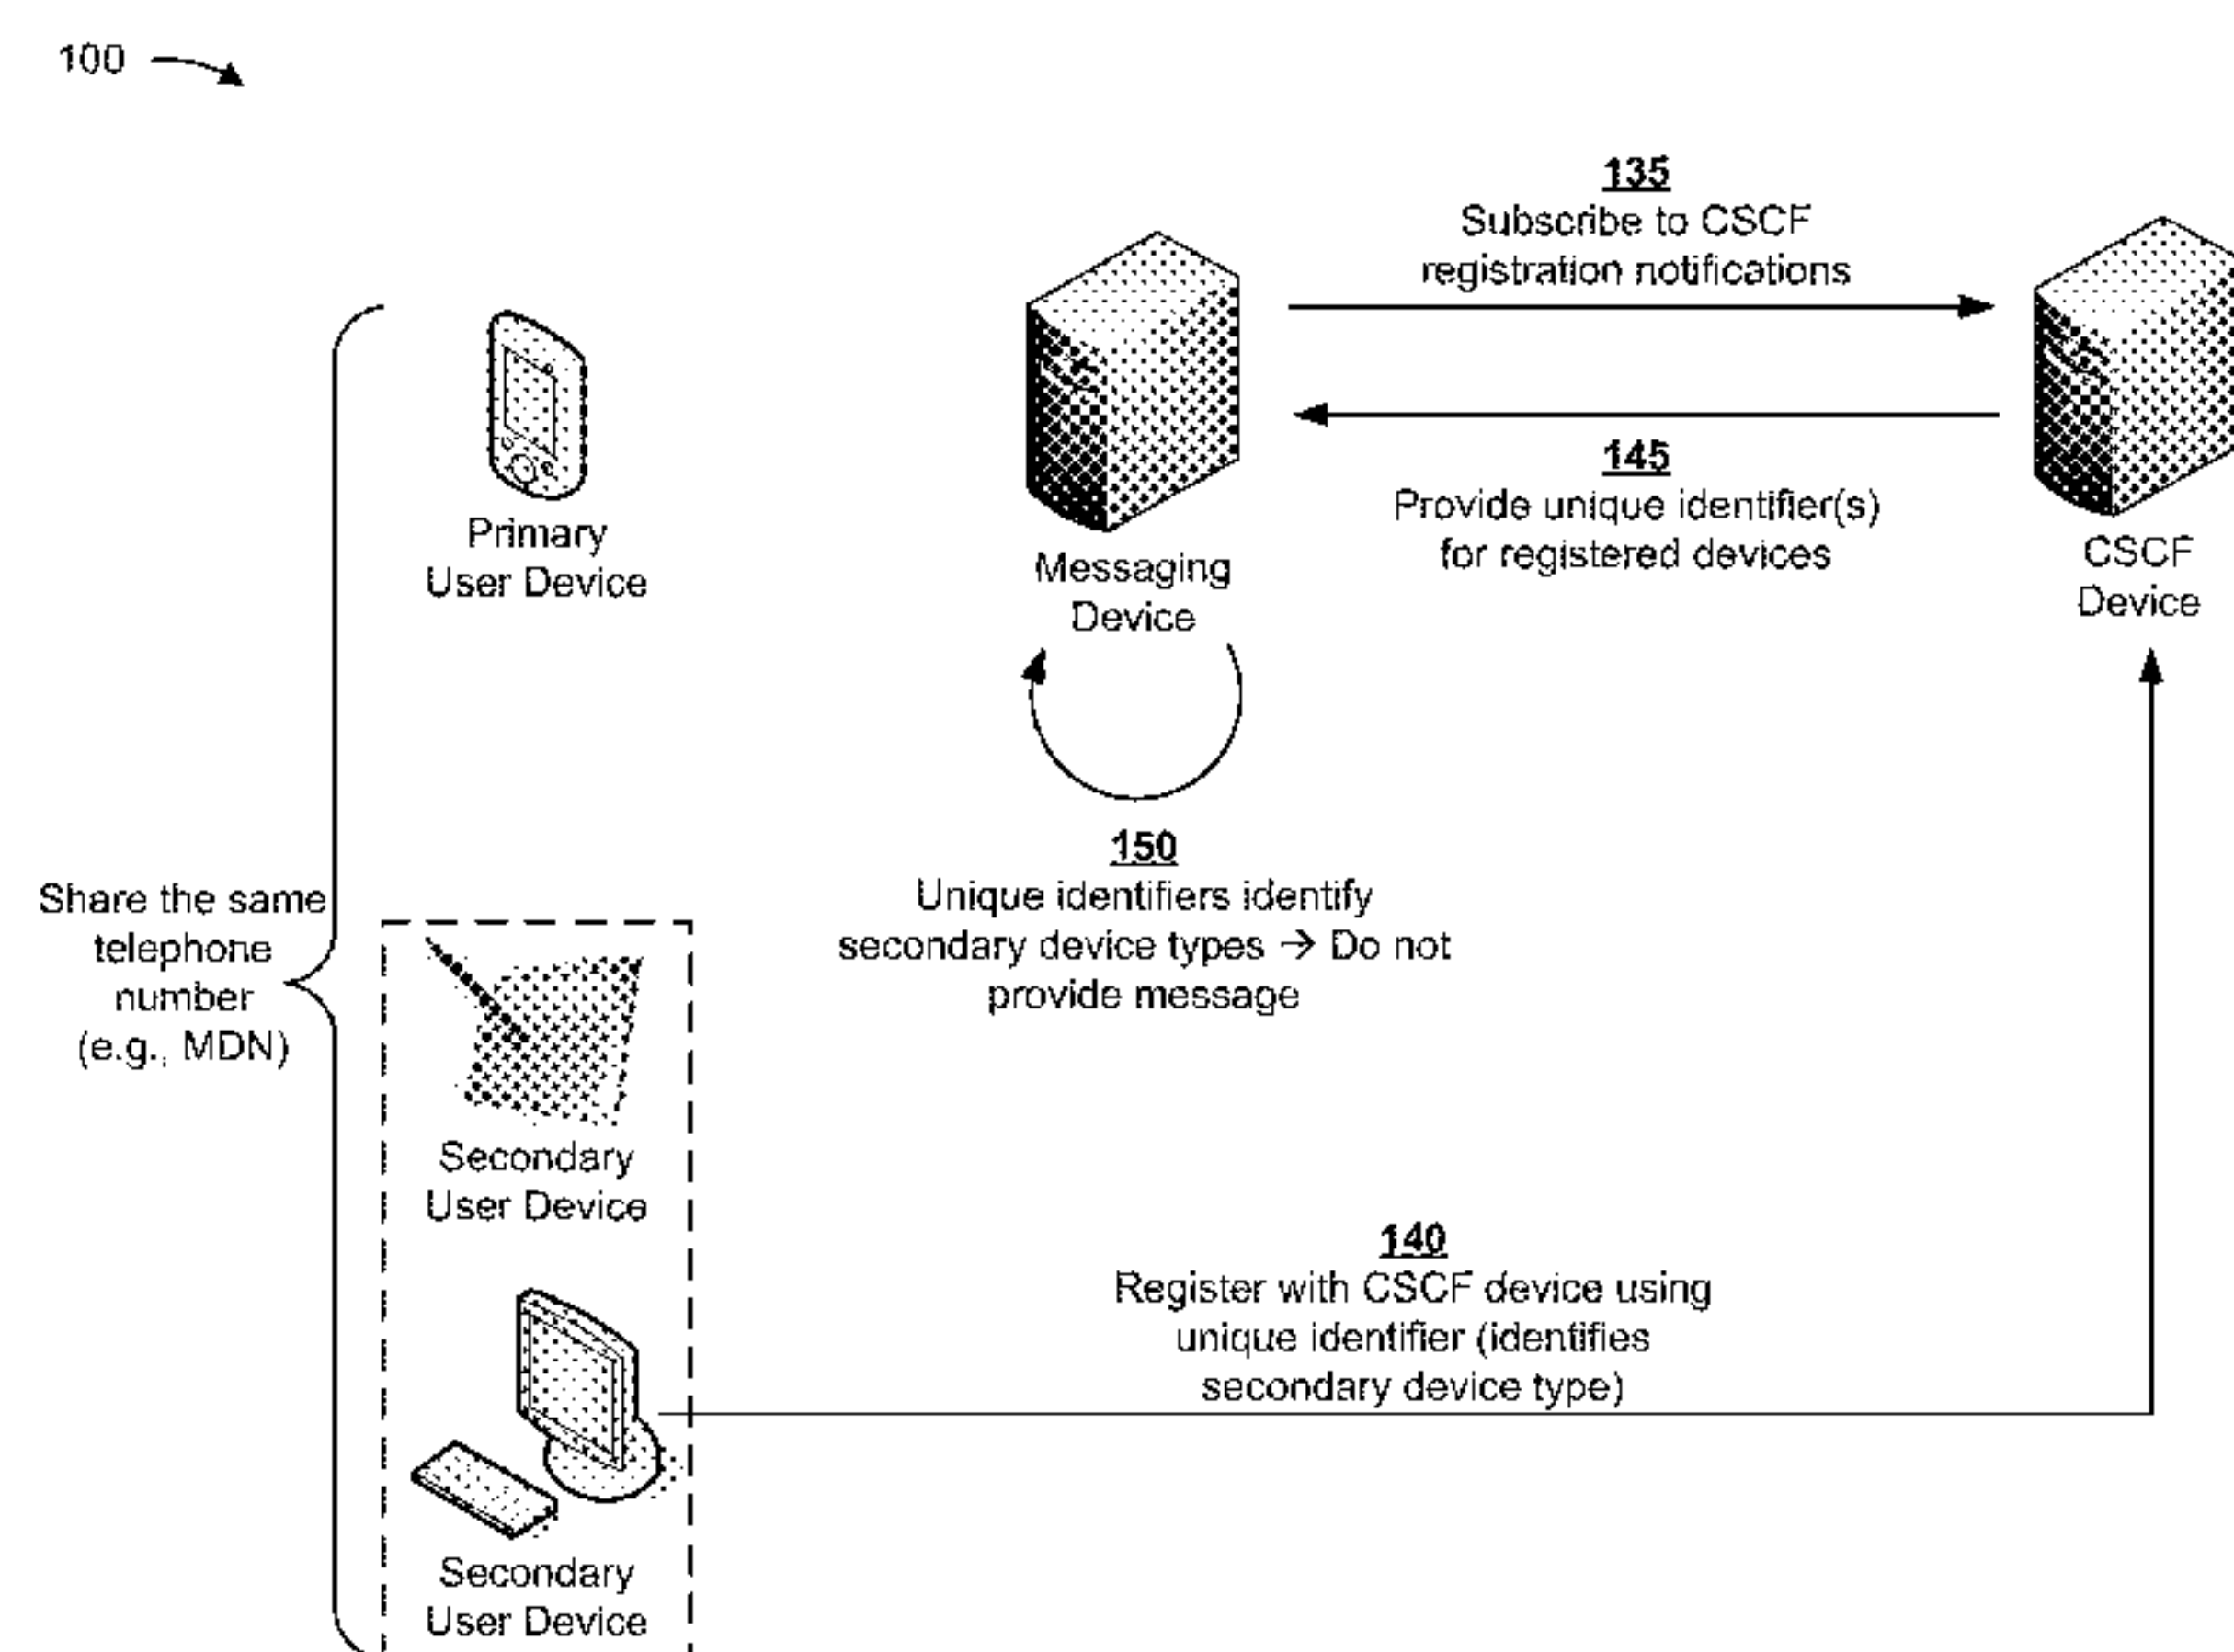 100
135
Subscribe to CSCF
registration notifications
145
Provide unique identifier(s)
for registered devices
Primary
User Device
Messaging
Device
CSCF
Device
150
Unique identifiers identify
secondary device types → Do not
provide message
Share the same
telephone
number
(e.g., MDN)
Secondary
User Device
140
Register with CSCF device using
unique identifier (identifies
secondary device type)
Secondary
User Device